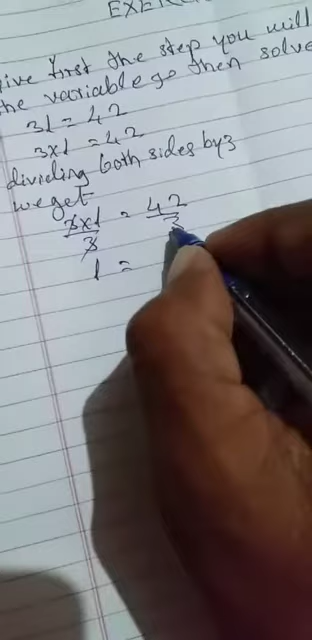 give first the step you will
the variable go then solve
3l = 42
3xl = 42
dividing both sides by 3
we get
3xl = 42
3 3
l =